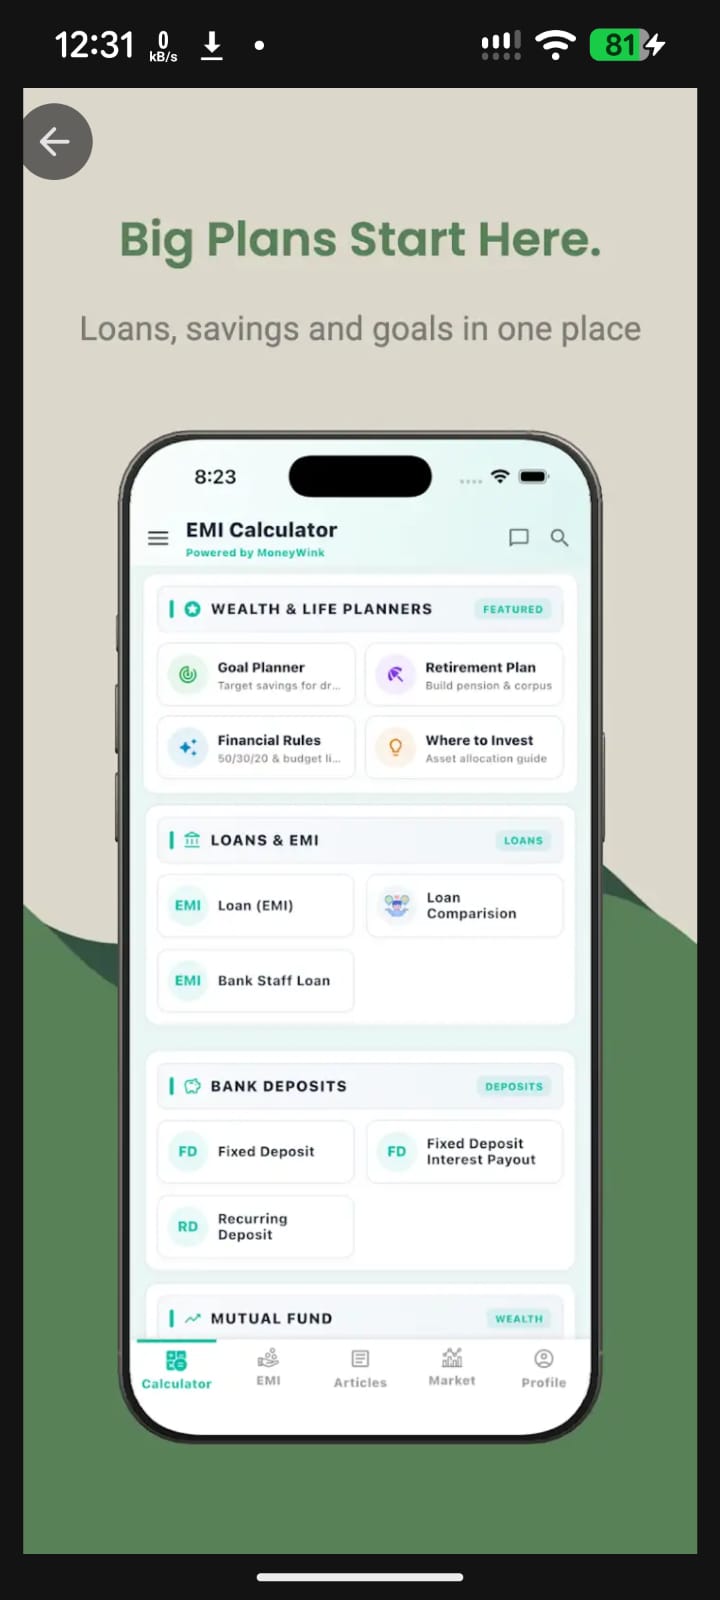 12:31 0 kB/s 81
Big Plans Start Here.
Loans, savings and goals in one place
8:23
EMI Calculator
Powered by MoneyWink
WEALTH & LIFE PLANNERS FEATURED
Goal Planner
Target savings for dr...
Retirement Plan
Build pension & corpus
Financial Rules
50/30/20 & budget li...
Where to Invest
Asset allocation guide
LOANS & EMI LOANS
EMI Loan (EMI)
Loan
Comparision
EMI Bank Staff Loan
BANK DEPOSITS DEPOSITS
FD Fixed Deposit
FD Fixed Deposit
Interest Payout
RD Recurring
Deposit
MUTUAL FUND WEALTH
Calculator EMI Articles Market Profile